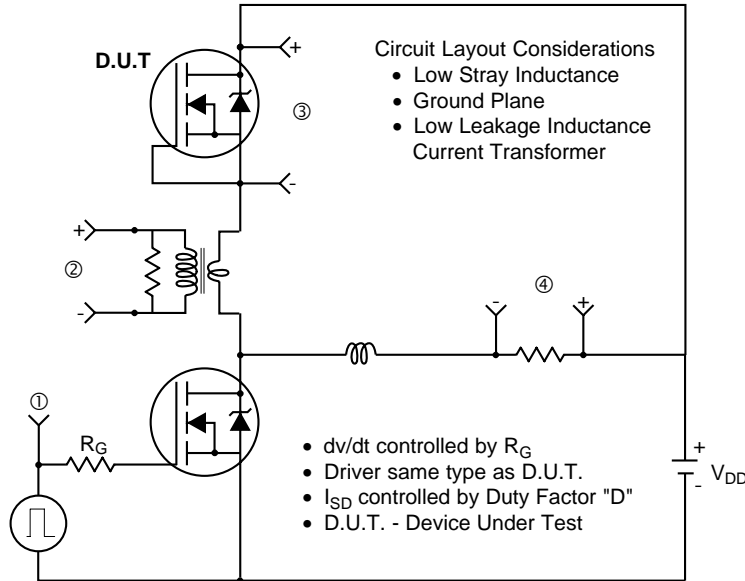 D.U.T
+
-
③
Circuit Layout Considerations
• Low Stray Inductance
• Ground Plane
• Low Leakage Inductance
Current Transformer
+
②
-
-
④
+
①
R_G
+
V_DD
-
• dv/dt controlled by R_G
• Driver same type as D.U.T.
• I_SD controlled by Duty Factor "D"
• D.U.T. - Device Under Test